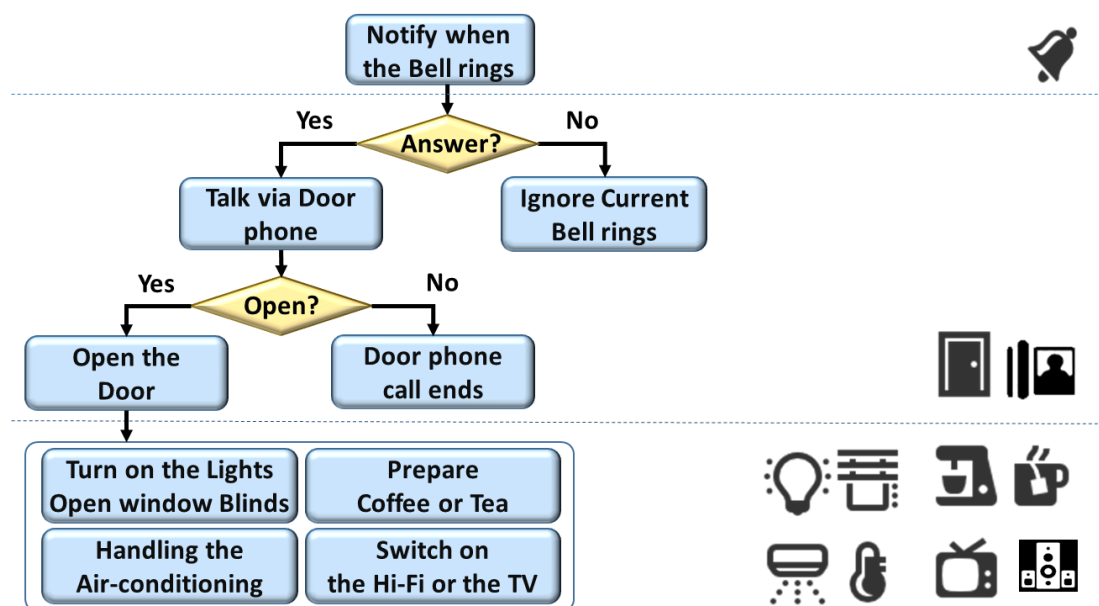 Notify when
the Bell rings
Yes
No
Answer?
Talk via Door
phone
Ignore Current
Bell rings
Yes
No
Open?
Open the
Door
Door phone
call ends
Turn on the Lights
Open window Blinds
Prepare
Coffee or Tea
Handling the
Air-conditioning
Switch on
the Hi-Fi or the TV